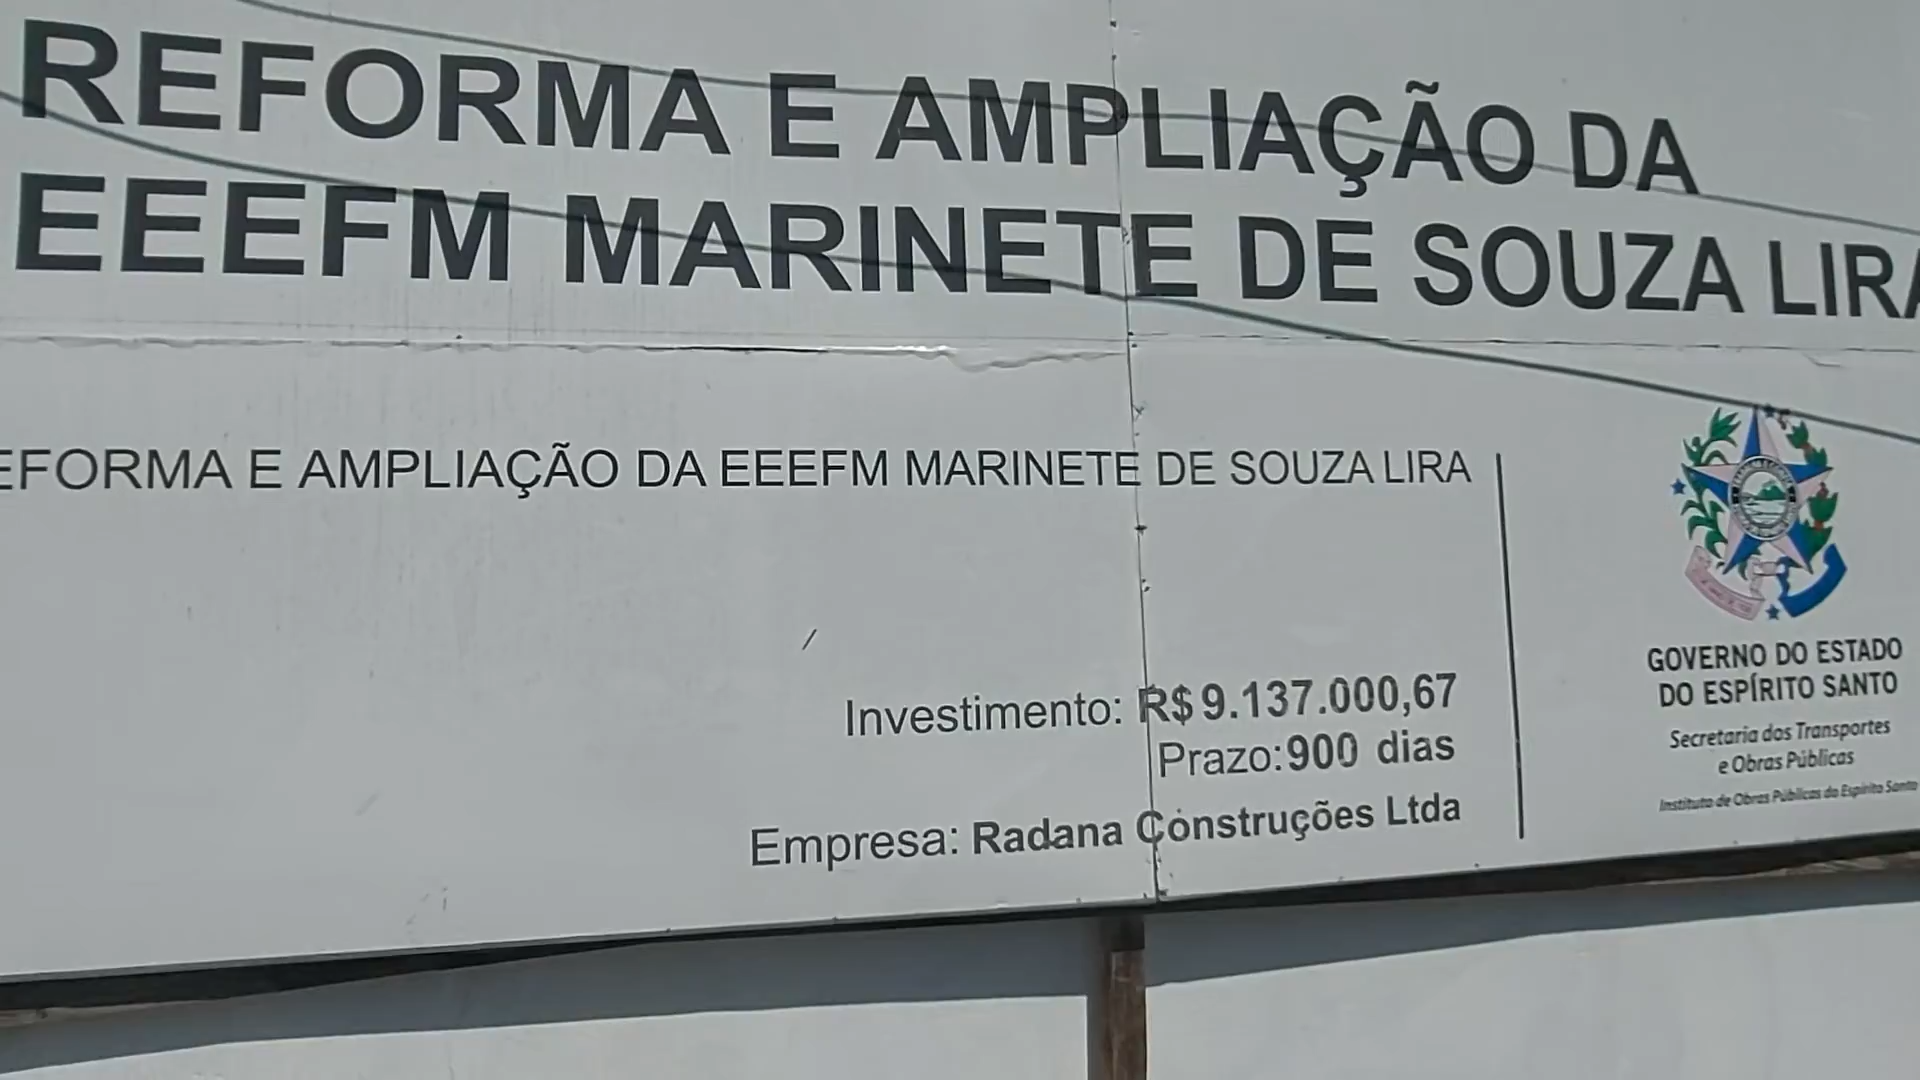 REFORMA E AMPLIAÇÃO DA
EEEFM MARINETE DE SOUZA LIRA
EFORMA E AMPLIAÇÃO DA EEEFM MARINETE DE SOUZA LIRA
Investimento: R$ 9.137.000,67
Prazo:900 dias
Empresa: Radana Construções Ltda
GOVERNO DO ESTADO
DO ESPÍRITO SANTO
Secretaria dos Transportes
e Obras Públicas
Instituto de Obras Públicas do Espírito Santo